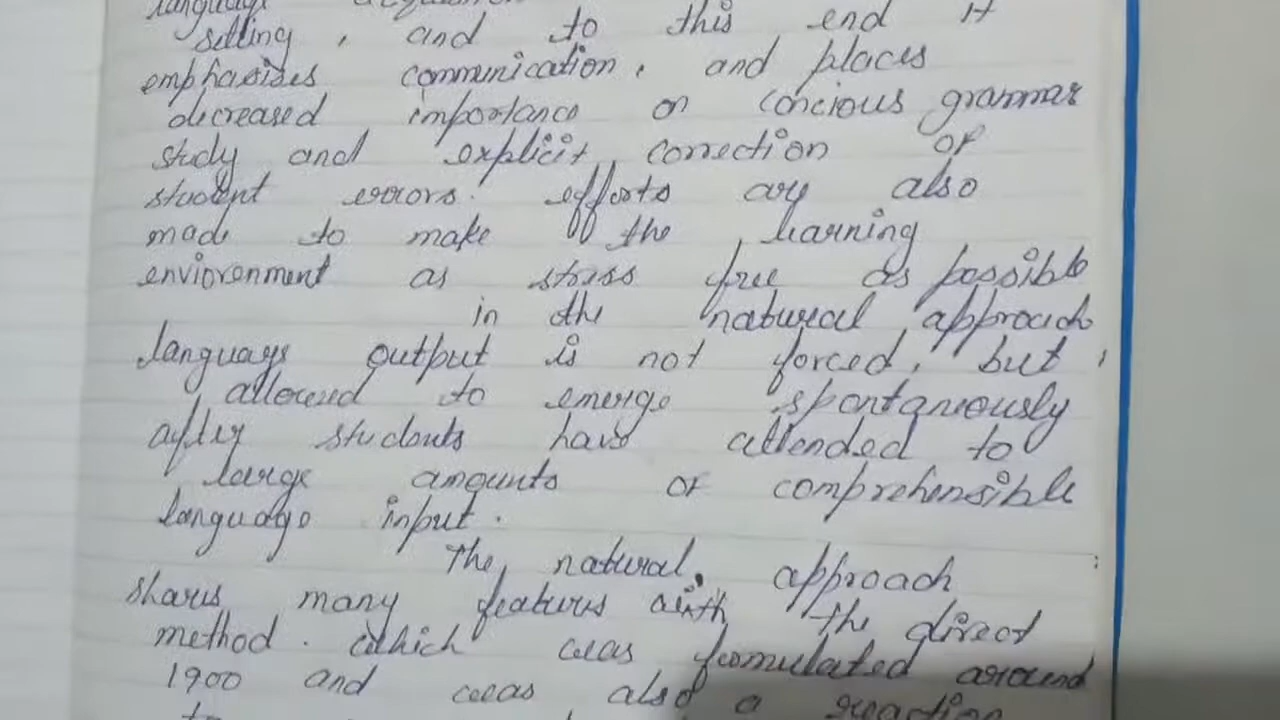 language
setting, and to this end it
emphasises communication, and places
decreased importance on concious grammar
study and explicit correction of
student errors. efforts are also
made to make the learning
enviorenment as stress free as possible
in the natural approach
language output is not forced, but
allowed to emerge spontaneously
after students have attended to
large amounts of comprehensible
language input.
The natural approach
shares many features with the direct
method. which was formulated around
1900 and was also a reaction
to